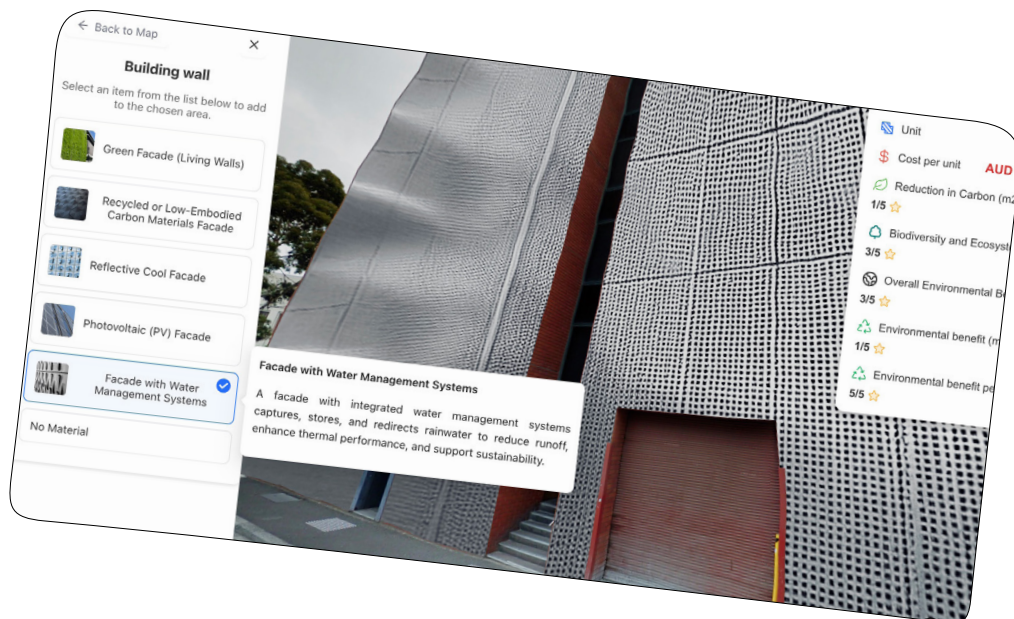 Back to Map
Building wall
Select an item from the list below to add
to the chosen area.
Green Facade (Living Walls)
Recycled or Low-Embodied
Carbon Materials Facade
Reflective Cool Facade
Photovoltaic (PV) Facade
Facade with Water
Management Systems
No Material
Facade with Water Management Systems
A facade with integrated water management systems
captures, stores, and redirects rainwater to reduce runoff,
enhance thermal performance, and support sustainability.
Unit
Cost per unit AUD
Reduction in Carbon (m2
1/5
Biodiversity and Ecosyst
3/5
Overall Environmental Be
3/5
Environmental benefit (m
1/5
Environmental benefit pe
5/5